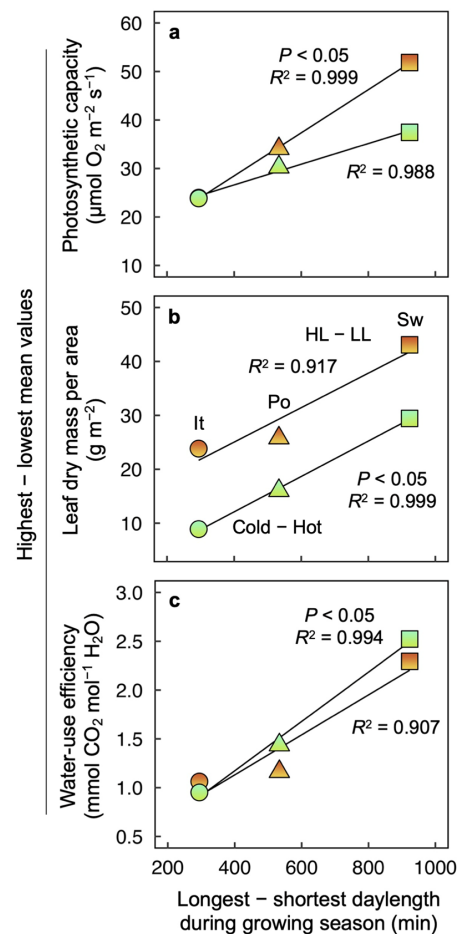 Highest − lowest mean values
Photosynthetic capacity
(μmol O₂ m⁻² s⁻¹)
60
50
40
30
20
10
a
P < 0.05
R² = 0.999
R² = 0.988
Leaf dry mass per area
(g m⁻²)
50
40
30
20
10
b
HL − LL
Sw
R² = 0.917
Po
It
P < 0.05
R² = 0.999
Cold − Hot
Water-use efficiency
(mmol CO₂ mol⁻¹ H₂O)
3.0
2.5
2.0
1.5
1.0
0.5
c
P < 0.05
R² = 0.994
R² = 0.907
200 400 600 800 1000
Longest − shortest daylength
during growing season (min)